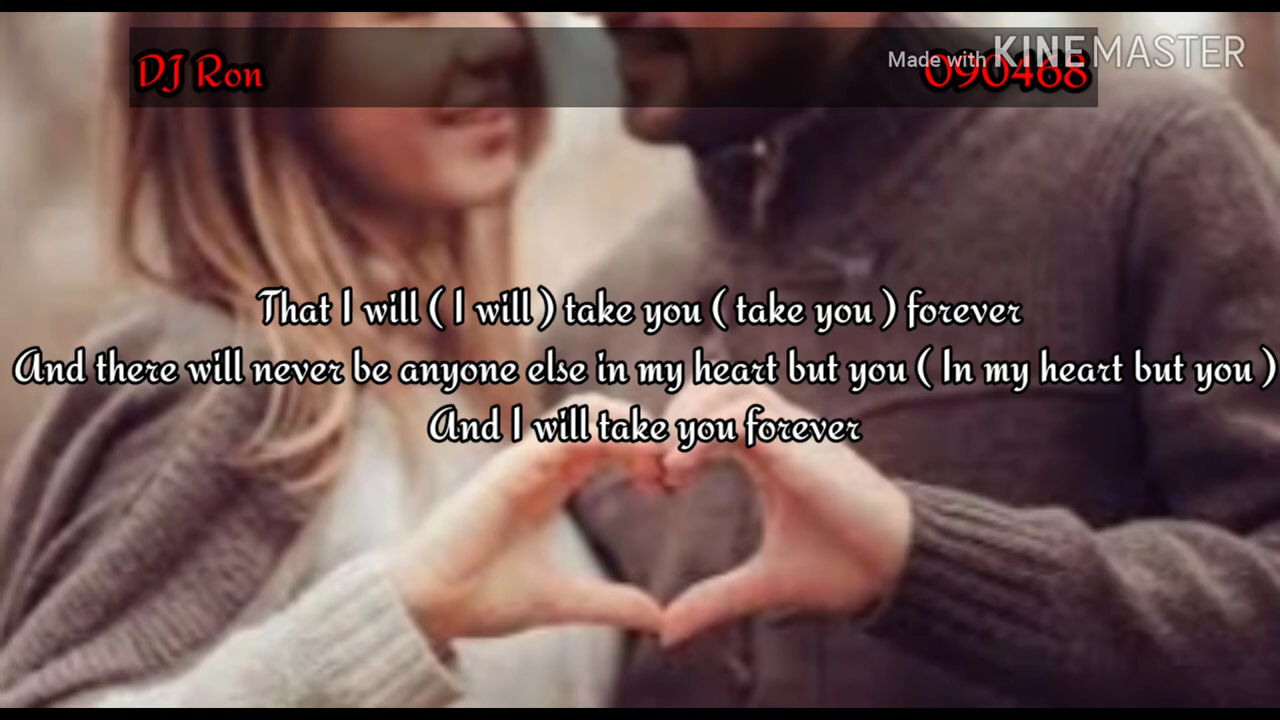 DJ Ron
Made with KINEMASTER
090468
That I will ( I will ) take you ( take you ) forever
And there will never be anyone else in my heart but you ( In my heart but you )
And I will take you forever